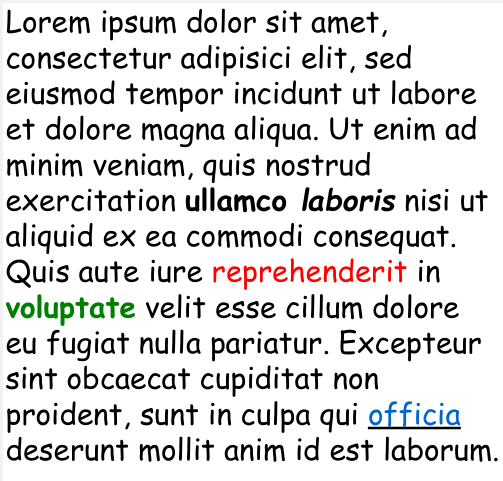 Lorem ipsum dolor sit amet,
consectetur adipisici elit, sed
eiusmod tempor incidunt ut labore
et dolore magna aliqua. Ut enim ad
minim veniam, quis nostrud
exercitation ullamco laboris nisi ut
aliquid ex ea commodi consequat.
Quis aute iure reprehenderit in
voluptate velit esse cillum dolore
eu fugiat nulla pariatur. Excepteur
sint obcaecat cupiditat non
proident, sunt in culpa qui officia
deserunt mollit anim id est laborum.